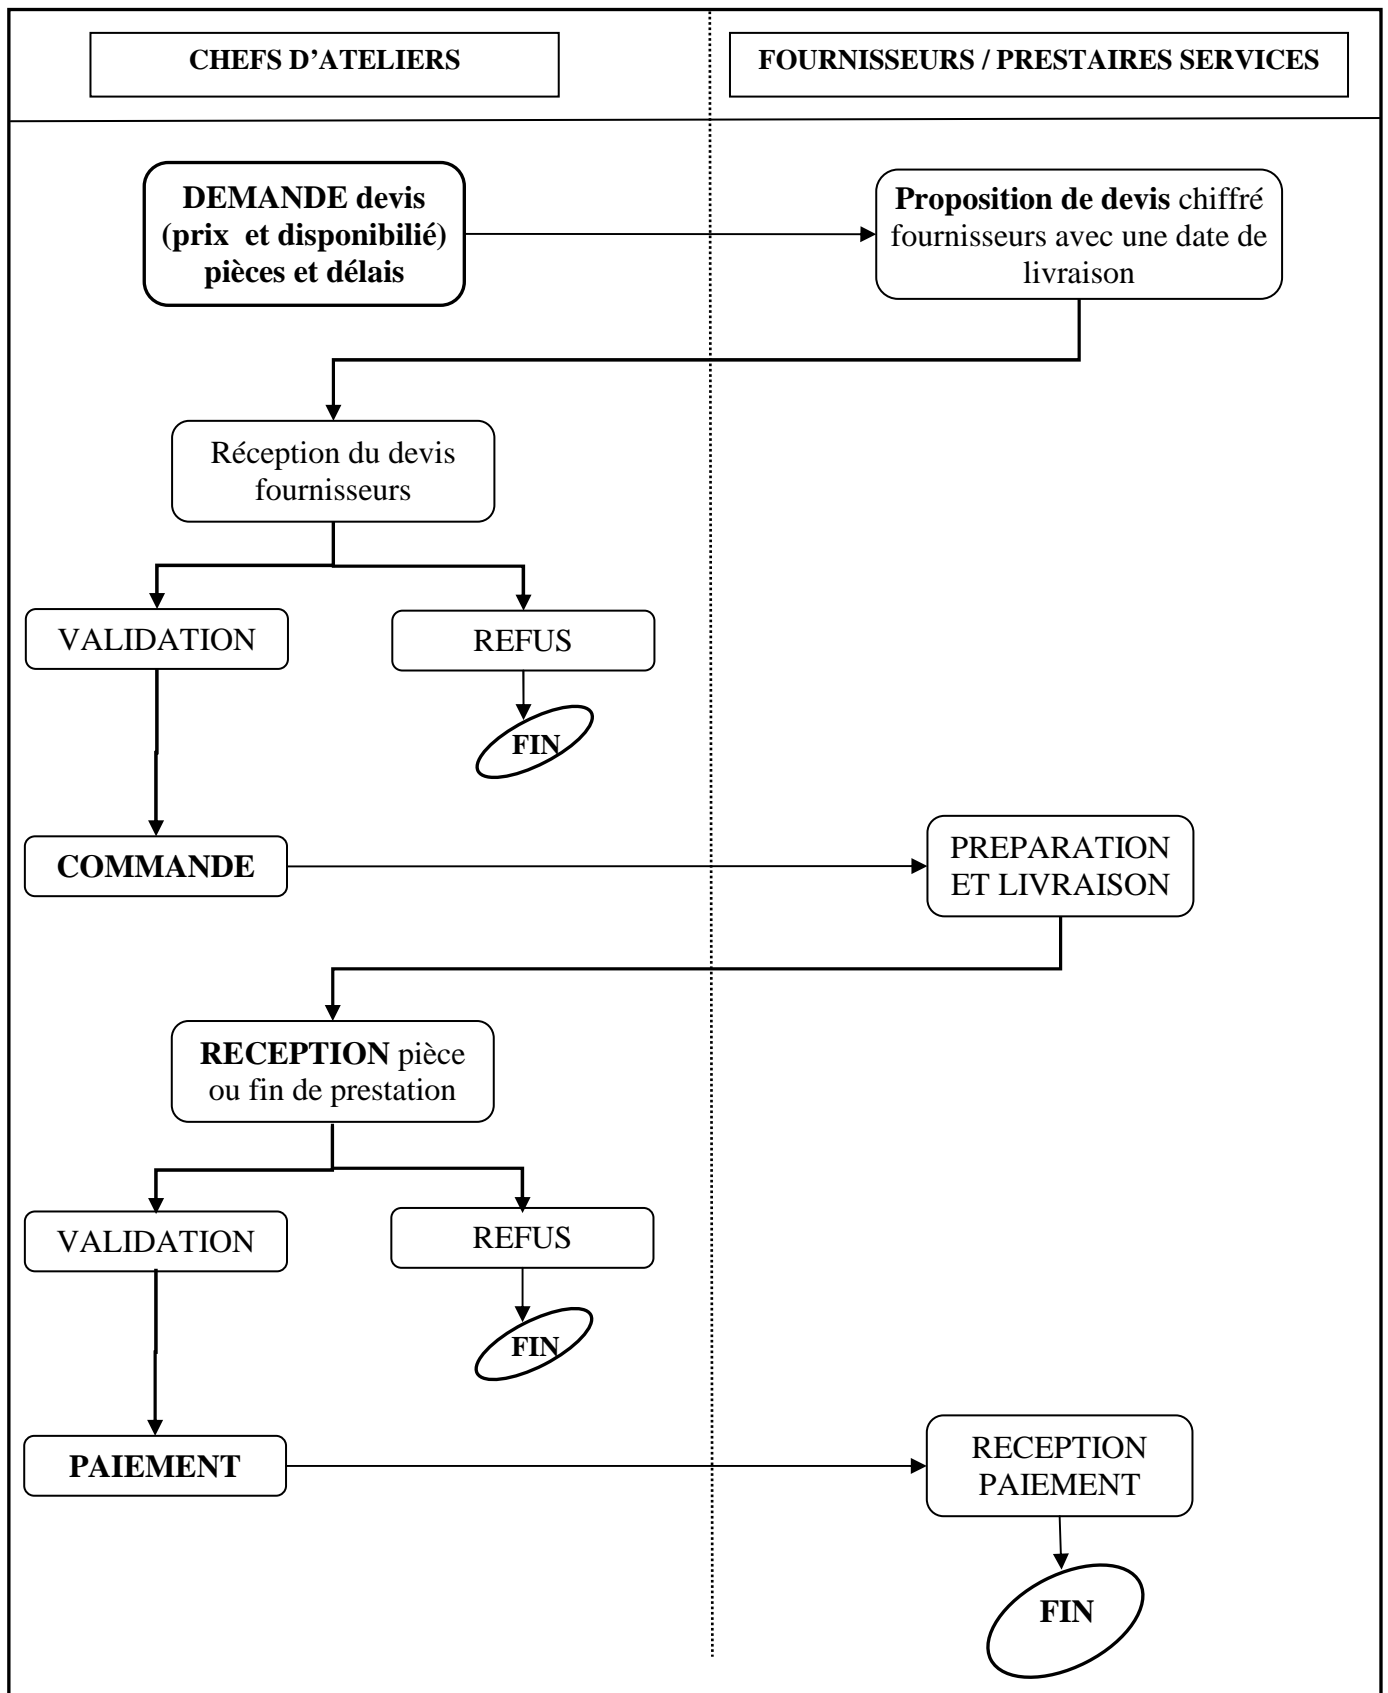 CHEFS D’ATELIERS
FOURNISSEURS / PRESTAIRES SERVICES
DEMANDE devis
(prix et disponibilié)
pièces et délais
Proposition de devis chiffré
fournisseurs avec une date de
livraison
Réception du devis
fournisseurs
VALIDATION
REFUS
FIN
COMMANDE
PREPARATION
ET LIVRAISON
RECEPTION pièce
ou fin de prestation
VALIDATION
REFUS
FIN
PAIEMENT
RECEPTION
PAIEMENT
FIN